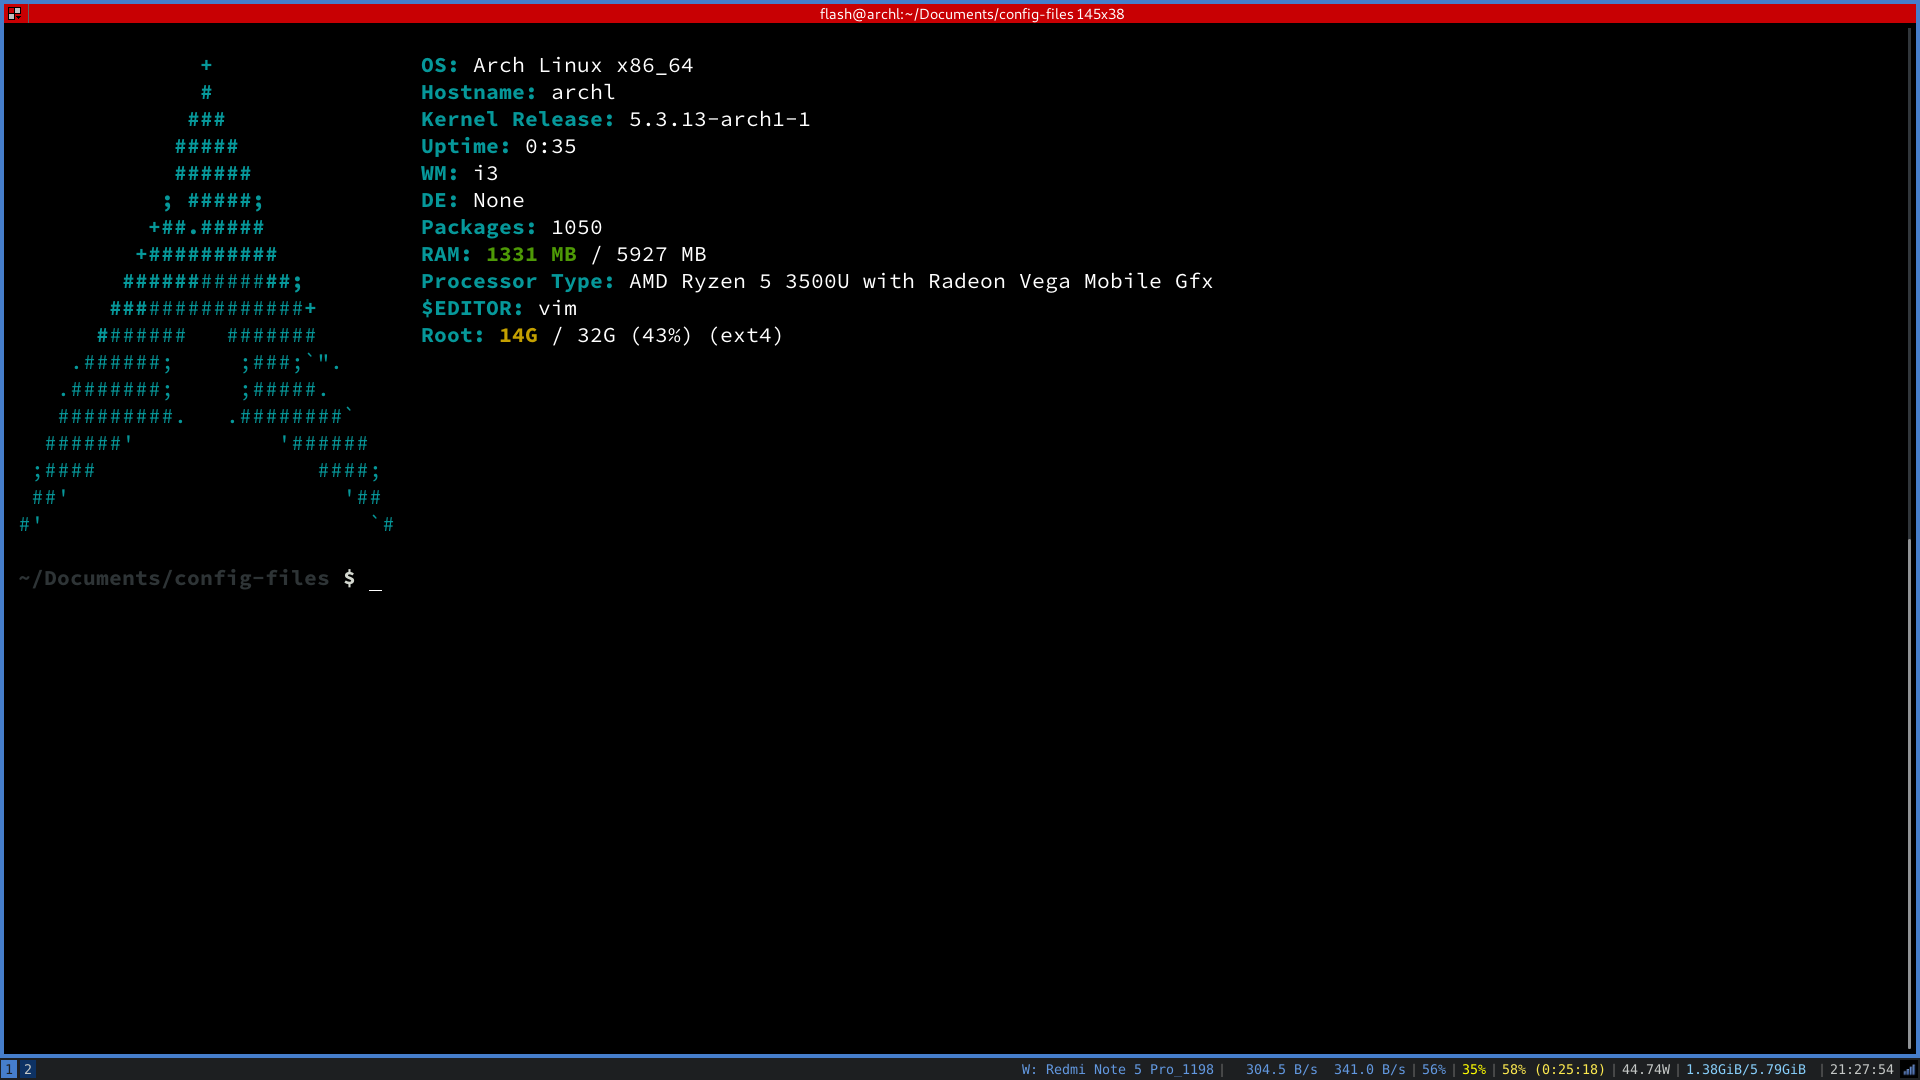 flash@archl:~/Documents/config-files 145x38
+ OS: Arch Linux x86_64
# Hostname: archl
### Kernel Release: 5.3.13-arch1-1
##### Uptime: 0:35
###### WM: i3
; #####; DE: None
+##.##### Packages: 1050
+########## RAM: 1331 MB / 5927 MB
#############; Processor Type: AMD Ryzen 5 3500U with Radeon Vega Mobile Gfx
###############+ $EDITOR: vim
#######   ####### Root: 14G / 32G (43%) (ext4)
.######;     ;###;`".
.#######;     ;#####.
#########.   .########`
######'           '######
;####                 ####;
##'                     '##
#'                         `#
~/Documents/config-files $ _
1 2 W: Redmi Note 5 Pro_1198 | 304.5 B/s 341.0 B/s | 56% | 35% | 58% (0:25:18) | 44.74W | 1.38GiB/5.79GiB | 21:27:54